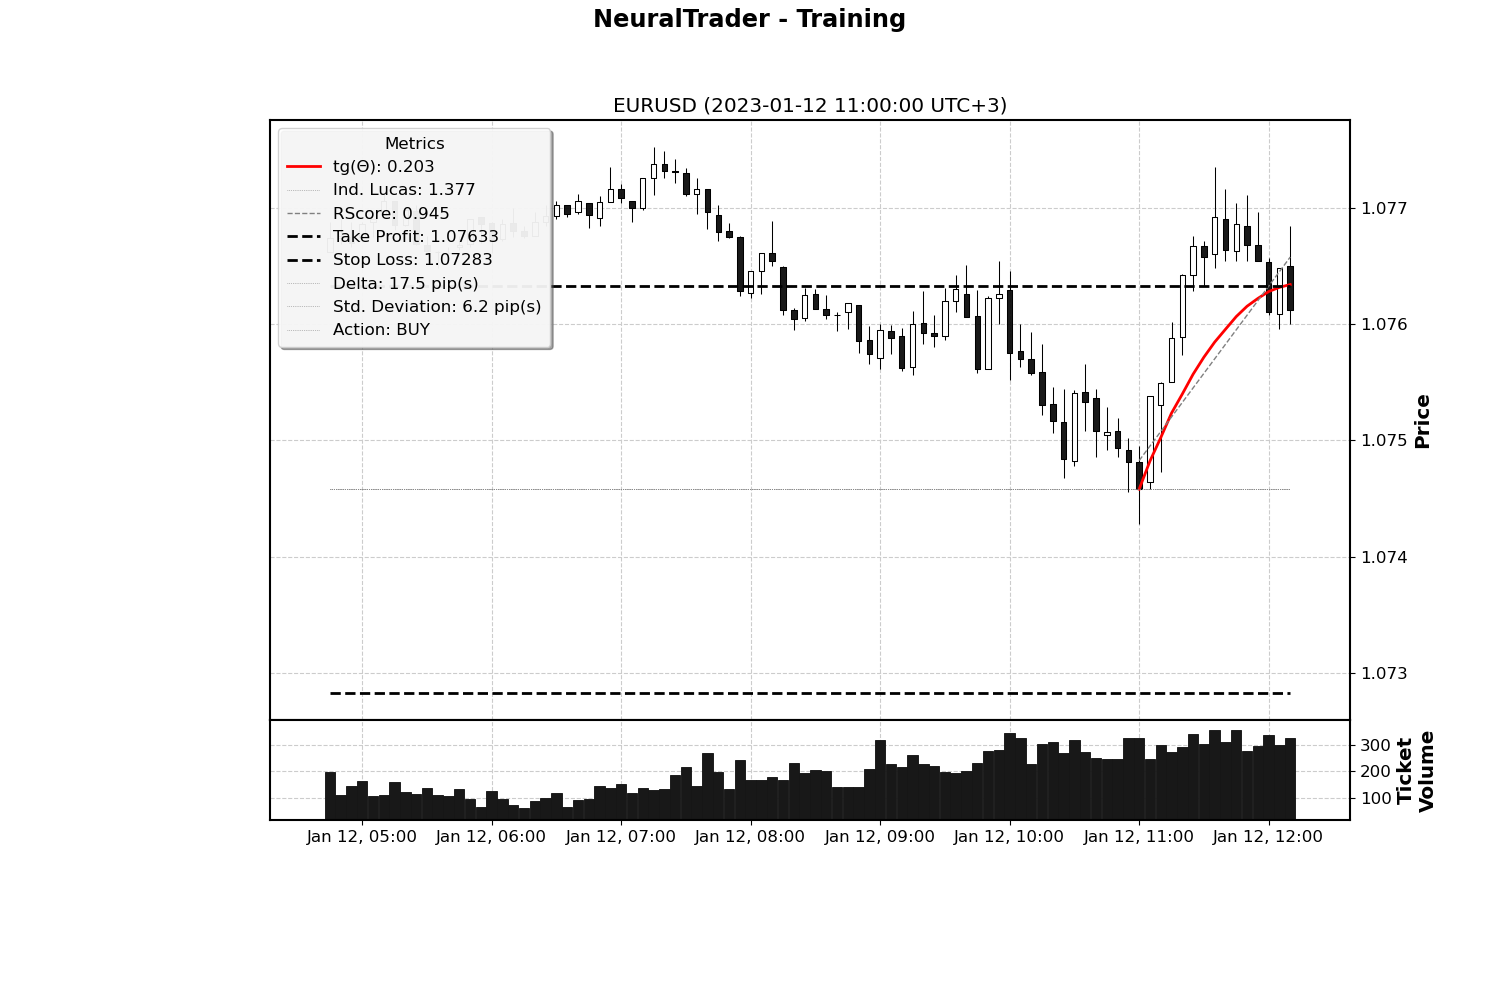 NeuralTrader - Training
EURUSD (2023-01-12 11:00:00 UTC+3)
Metrics
tg(Θ): 0.203
Ind. Lucas: 1.377
RScore: 0.945
Take Profit: 1.07633
Stop Loss: 1.07283
Delta: 17.5 pip(s)
Std. Deviation: 6.2 pip(s)
Action: BUY
1.077
1.076
1.075
1.074
1.073
Price
300
200
100
Ticket
Volume
Jan 12, 05:00
Jan 12, 06:00
Jan 12, 07:00
Jan 12, 08:00
Jan 12, 09:00
Jan 12, 10:00
Jan 12, 11:00
Jan 12, 12:00